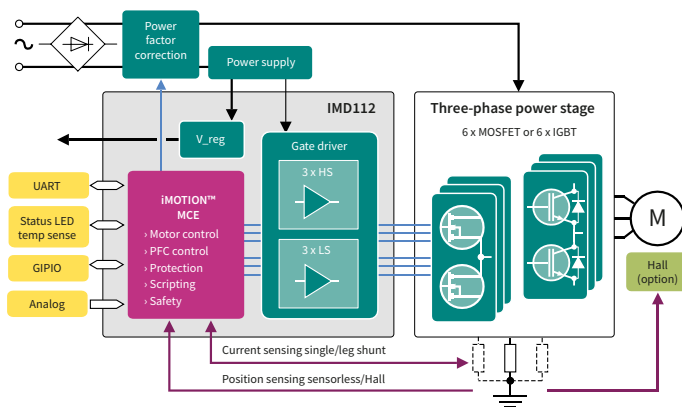 Power
factor
correction
Power supply
IMD112
Three-phase power stage
6 x MOSFET or 6 x IGBT
V_reg
Gate driver
3 x HS
3 x LS
UART
Status LED
temp sense
GIPIO
Analog
iMOTION™
MCE
› Motor control
› PFC control
› Protection
› Scripting
› Safety
M
Hall
(option)
Current sensing single/leg shunt
Position sensing sensorless/Hall